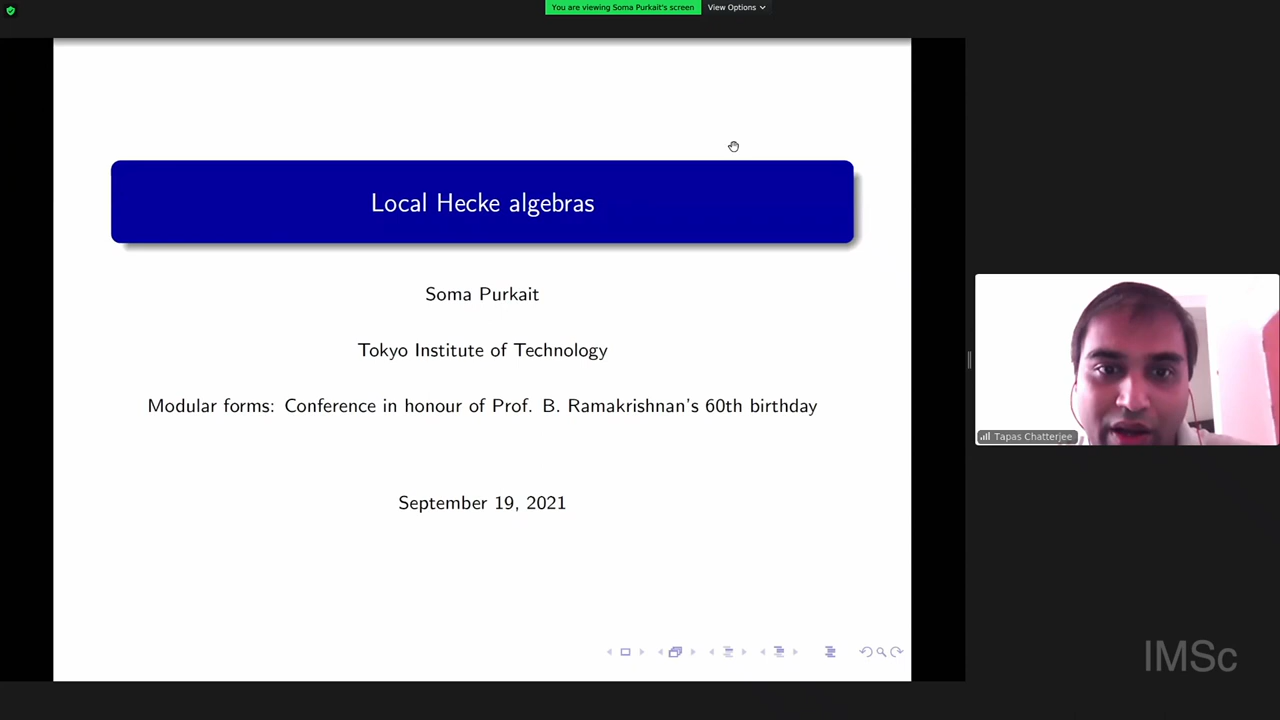 You are viewing Soma Purkait's screen
View Options
Local Hecke algebras
Soma Purkait
Tokyo Institute of Technology
Modular forms: Conference in honour of Prof. B. Ramakrishnan's 60th birthday
September 19, 2021
Tapas Chatterjee
IMSc